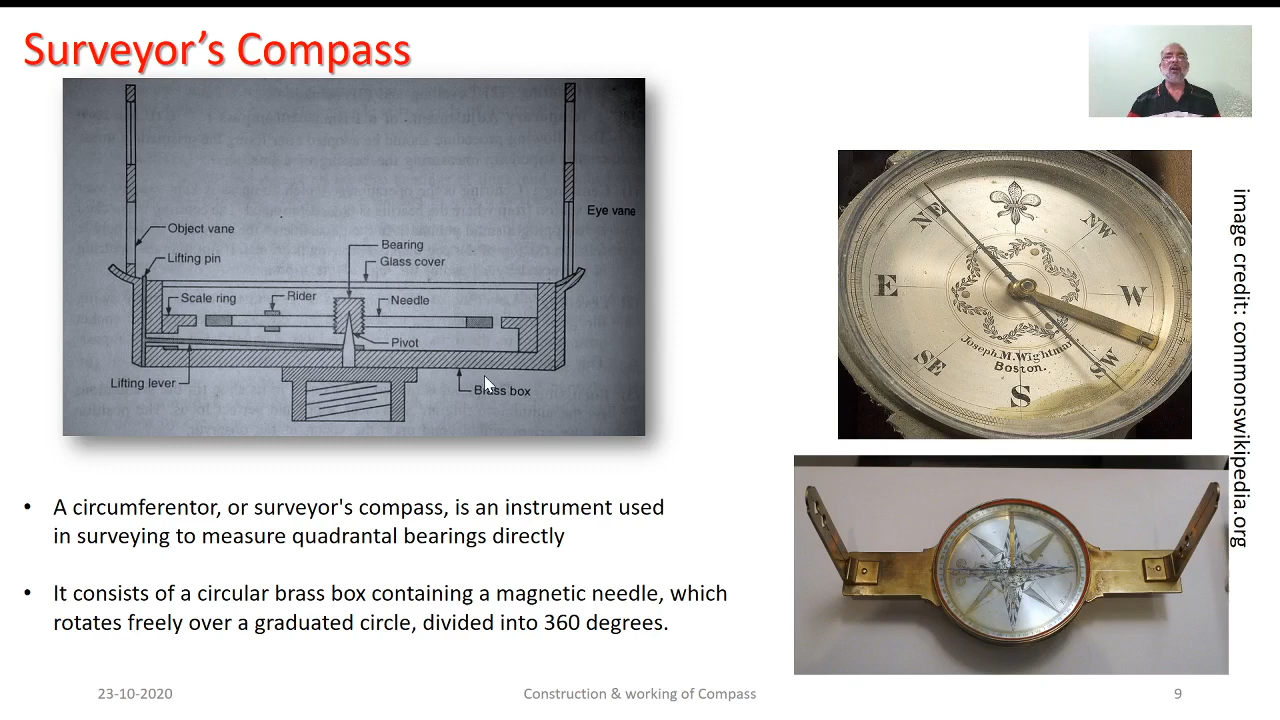 Surveyor's Compass
Object vane
Eye vane
Lifting pin
Bearing
Glass cover
Scale ring
Rider
Needle
Pivot
Lifting lever
Brass box
NE
NW
E
W
SE
SW
S
Joseph M. Wightman
Boston.
image credit: commonswikipedia.org
• A circumferentor, or surveyor's compass, is an instrument used
in surveying to measure quadrantal bearings directly
• It consists of a circular brass box containing a magnetic needle, which
rotates freely over a graduated circle, divided into 360 degrees.
23-10-2020
Construction & working of Compass
9